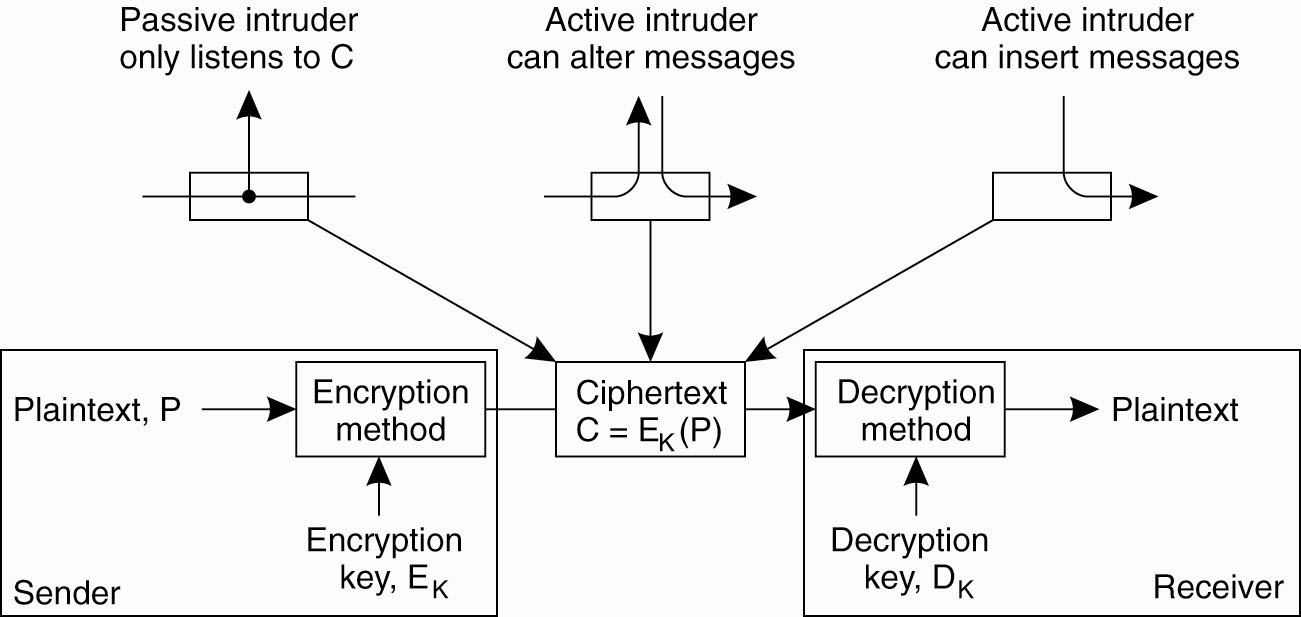 Passive intruder
only listens to C
Active intruder
can alter messages
Active intruder
can insert messages
Plaintext, P
Encryption
method
Ciphertext
C = EK(P)
Decryption
method
Plaintext
Encryption
key, EK
Decryption
key, DK
Sender
Receiver